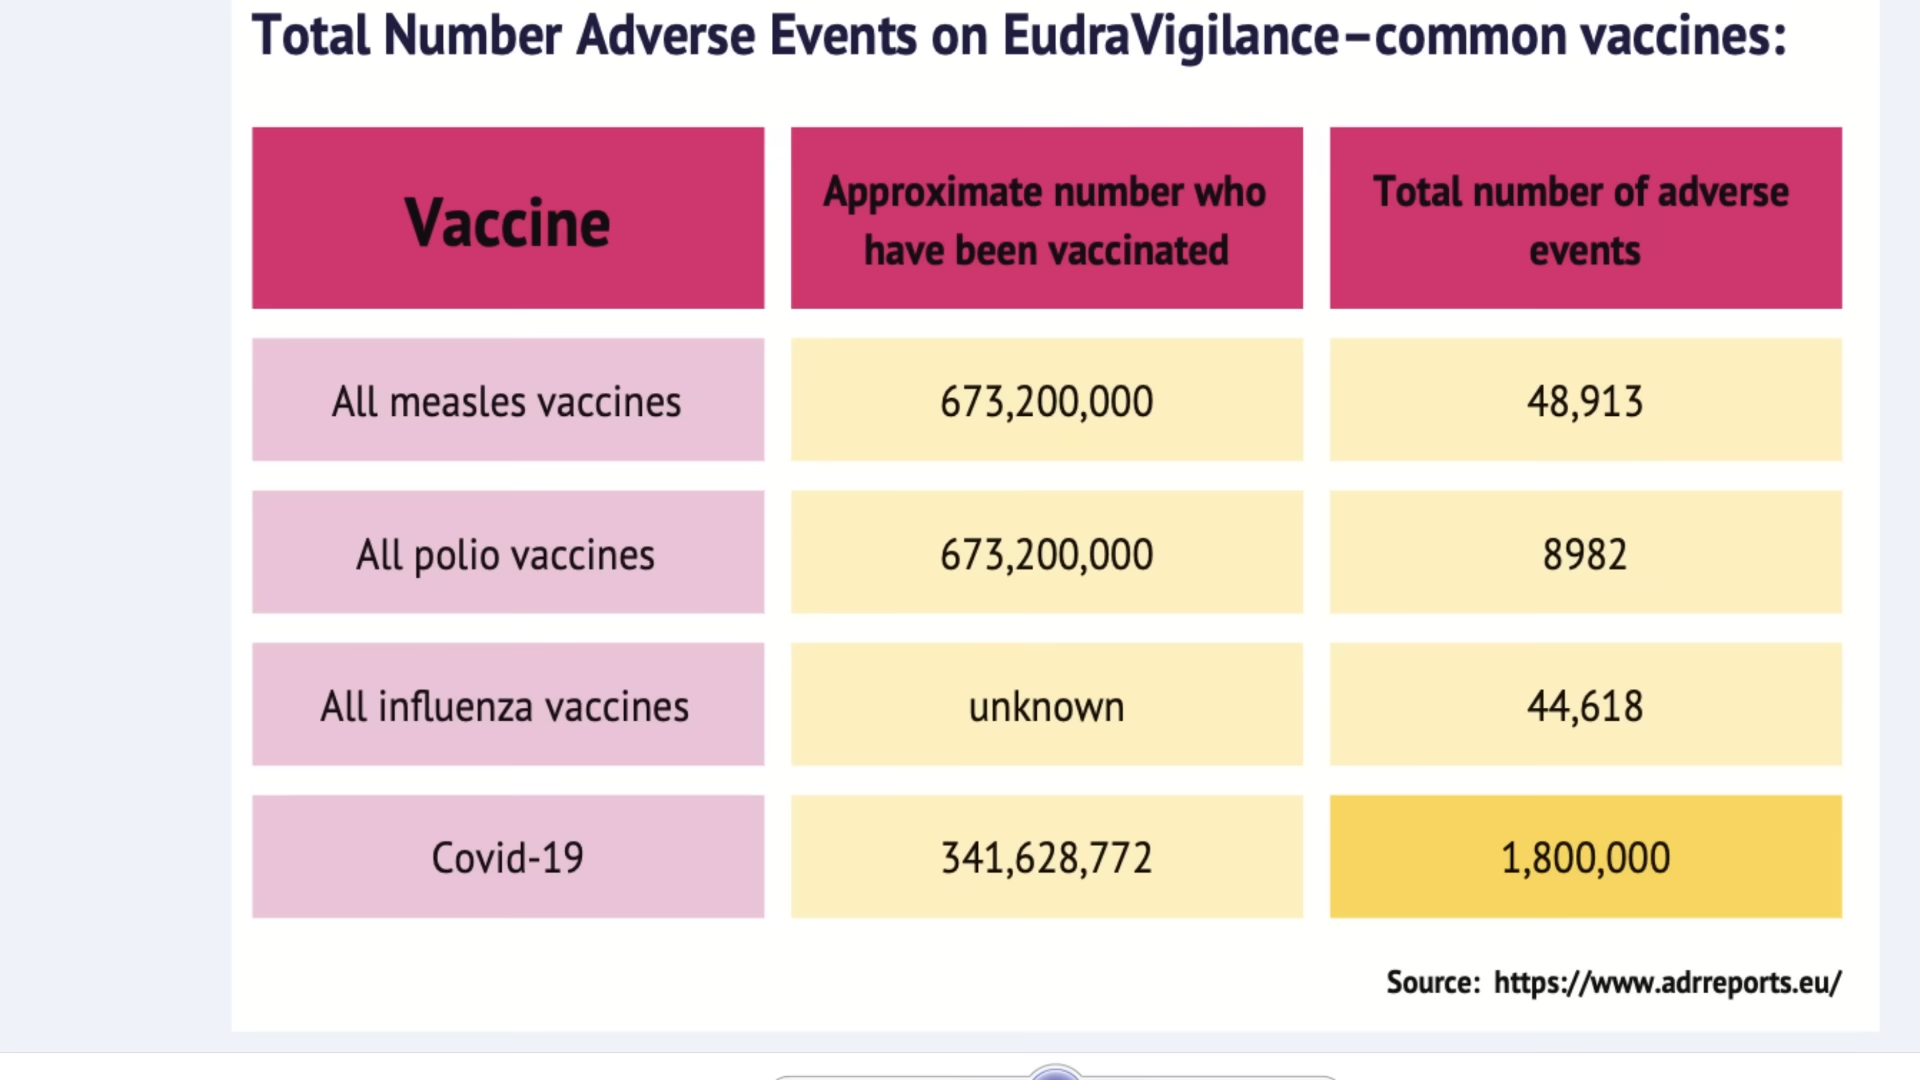 Total Number Adverse Events on EudraVigilance–common vaccines:
Vaccine
Approximate number who
have been vaccinated
Total number of adverse
events
All measles vaccines
673,200,000
48,913
All polio vaccines
673,200,000
8982
All influenza vaccines
unknown
44,618
Covid-19
341,628,772
1,800,000
Source: https://www.adrreports.eu/